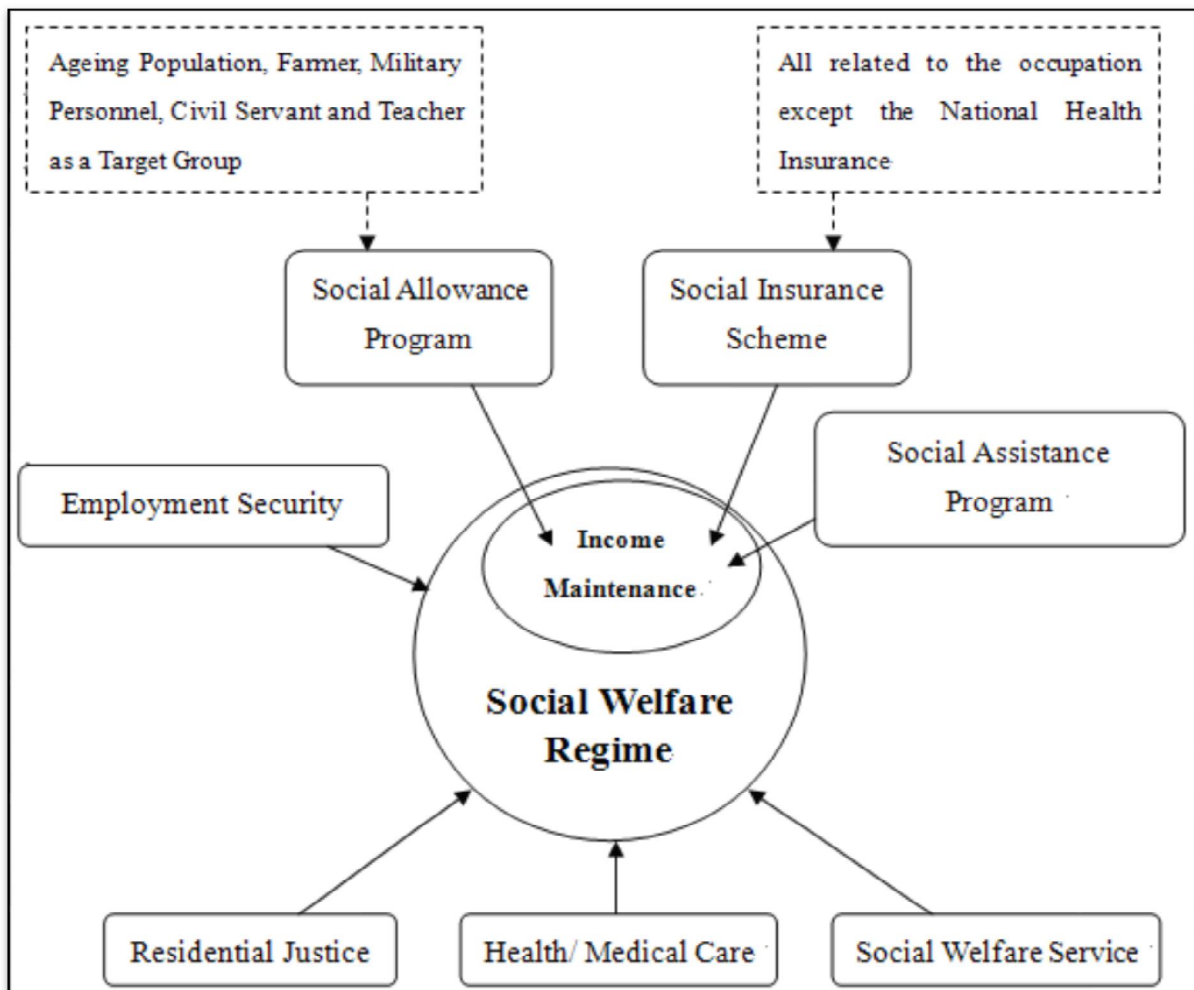 Ageing Population, Farmer, Military
Personnel, Civil Servant and Teacher
as a Target Group
All related to the occupation
except the National Health
Insurance
Social Allowance
Program
Social Insurance
Scheme
Social Assistance
Program
Employment Security
Income
Maintenance
Social Welfare
Regime
Residential Justice
Health/ Medical Care
Social Welfare Service